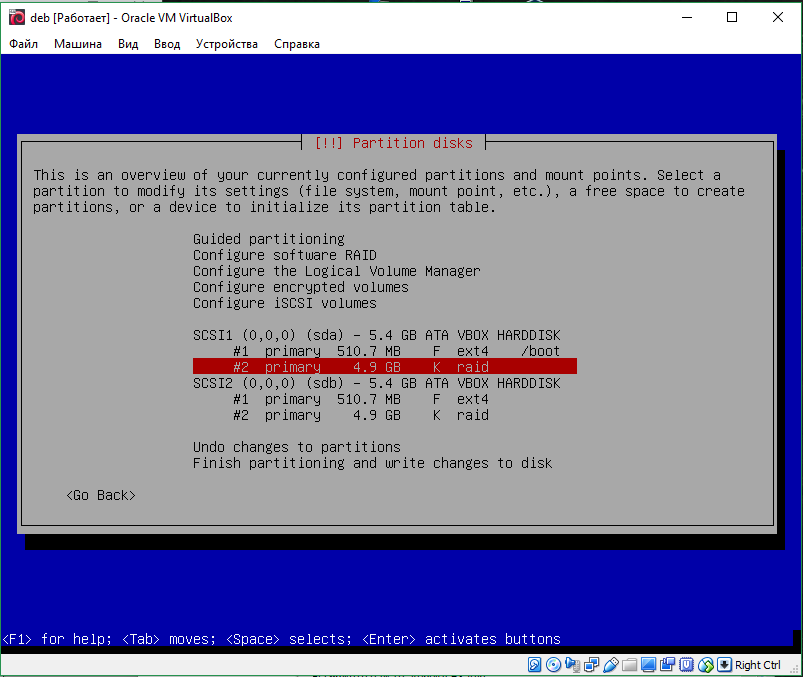 deb [Работает] - Oracle VM VirtualBox
Файл Машина Вид Ввод Устройства Справка
[!!] Partition disks
This is an overview of your currently configured partitions and mount points. Select a
partition to modify its settings (file system, mount point, etc.), a free space to create
partitions, or a device to initialize its partition table.
Guided partitioning
Configure software RAID
Configure the Logical Volume Manager
Configure encrypted volumes
Configure iSCSI volumes
SCSI1 (0,0,0) (sda) - 5.4 GB ATA VBOX HARDDISK
#1 primary 510.7 MB F ext4 /boot
#2 primary 4.9 GB K raid
SCSI2 (0,0,0) (sdb) - 5.4 GB ATA VBOX HARDDISK
#1 primary 510.7 MB F ext4
#2 primary 4.9 GB K raid
Undo changes to partitions
Finish partitioning and write changes to disk
<Go Back>
<F1> for help; <Tab> moves; <Space> selects; <Enter> activates buttons
Right Ctrl